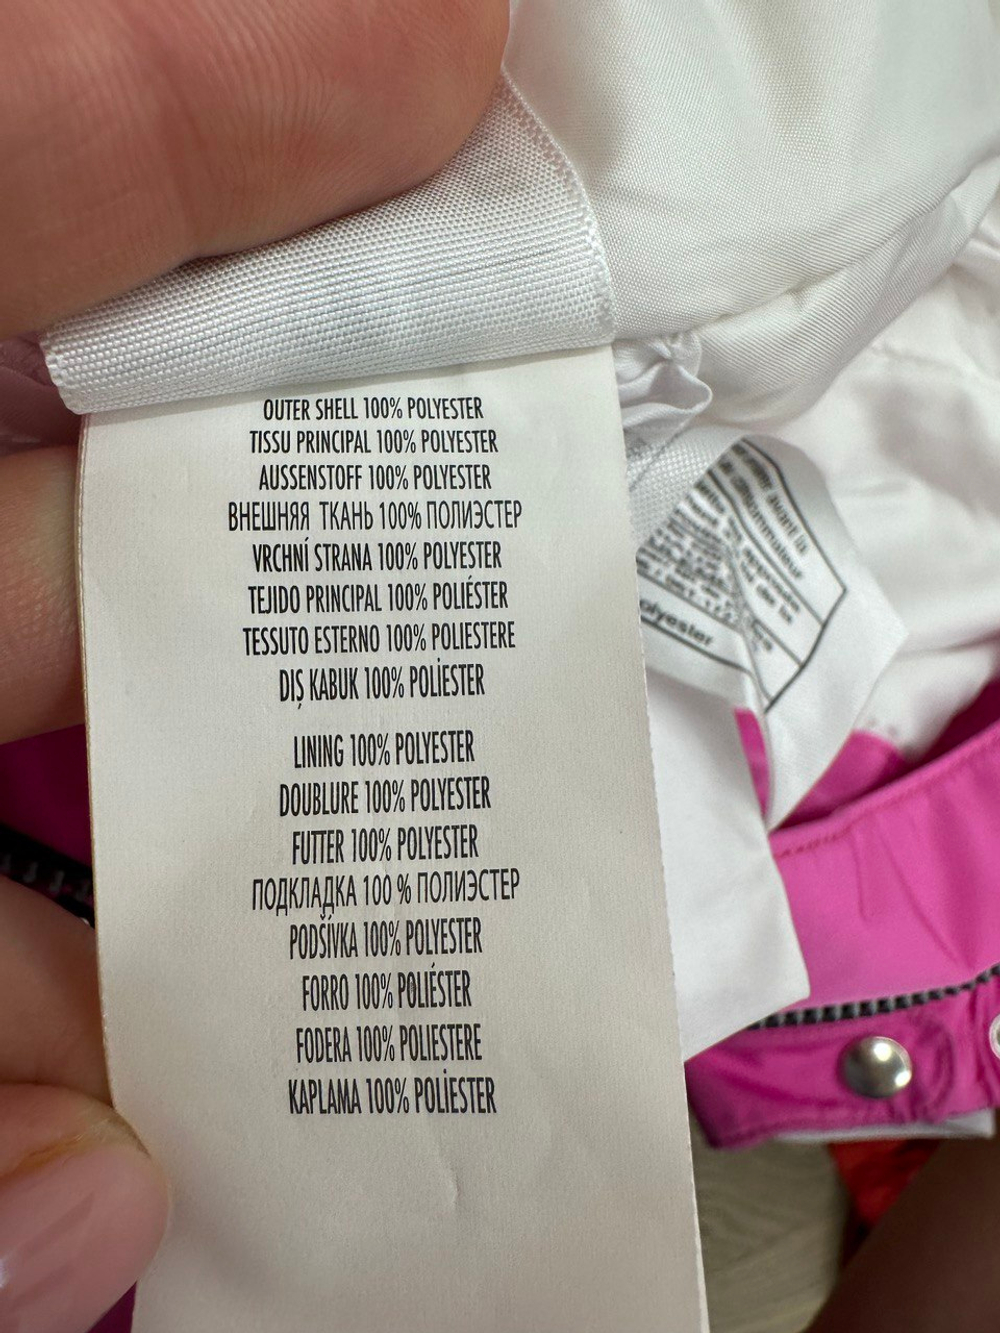 OUTER SHELL 100% POLYESTER
TISSU PRINCIPAL 100% POLYESTER
AUSSENSTOFF 100% POLYESTER
ВНЕШНЯЯ ТКАНЬ 100% ПОЛИЭСТЕР
VRCHNÍ STRANA 100% POLYESTER
TEJIDO PRINCIPAL 100% POLIÉSTER
TESSUTO ESTERNO 100% POLIESTERE
DIŞ KABUK 100% POLİESTER
LINING 100% POLYESTER
DOUBLURE 100% POLYESTER
FUTTER 100% POLYESTER
ПОДКЛАДКА 100 % ПОЛИЭСТЕР
PODŠÍVKA 100% POLYESTER
FORRO 100% POLIÉSTER
FODERA 100% POLIESTERE
KAPLAMA 100% POLİESTER